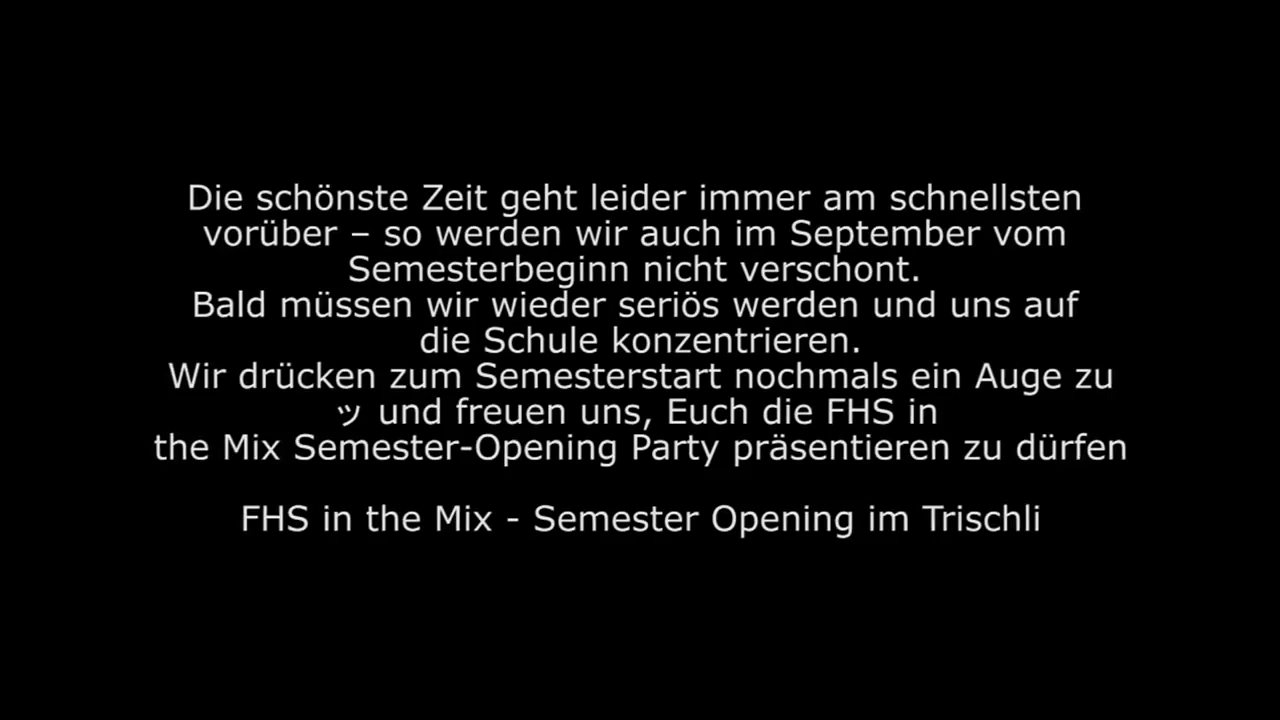 Die schönste Zeit geht leider immer am schnellsten
vorüber – so werden wir auch im September vom
Semesterbeginn nicht verschont.
Bald müssen wir wieder seriös werden und uns auf
die Schule konzentrieren.
Wir drücken zum Semesterstart nochmals ein Auge zu
ツ und freuen uns, Euch die FHS in
the Mix Semester-Opening Party präsentieren zu dürfen
FHS in the Mix - Semester Opening im Trischli